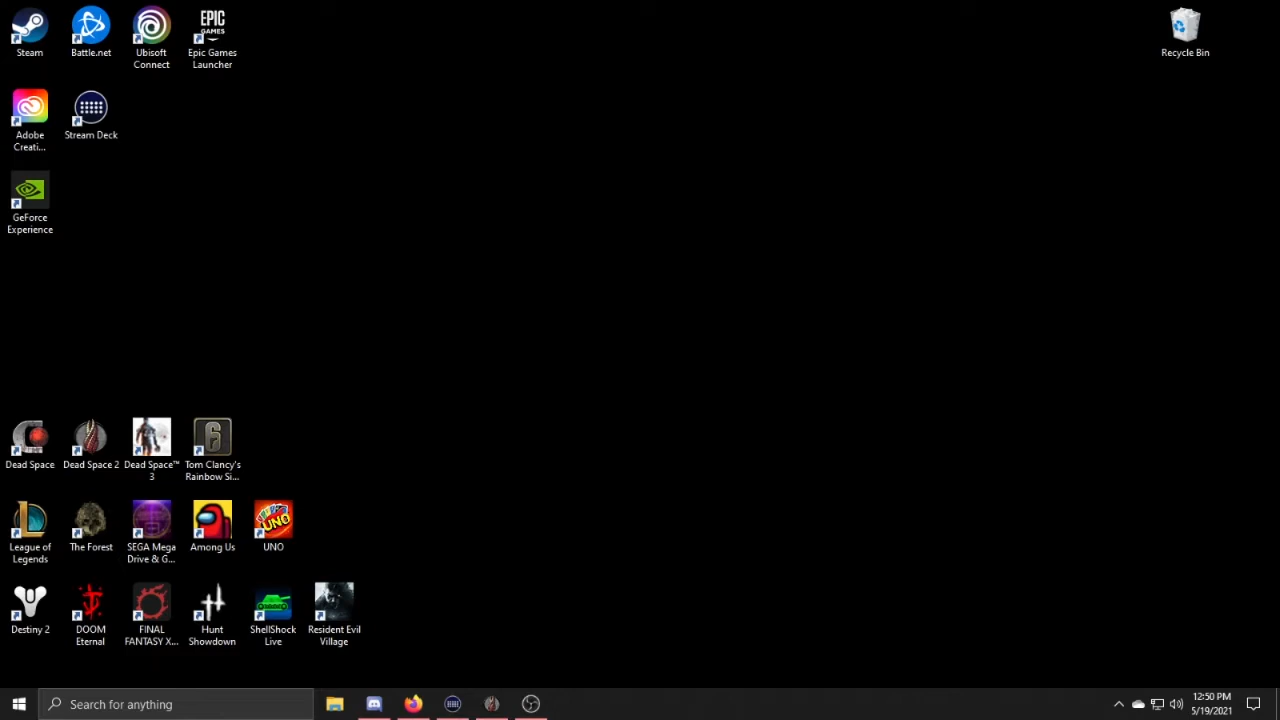 EPIC
GAMES
Steam
Battle.net
Ubisoft
Connect
Epic Games
Launcher
Recycle Bin
Adobe
Creati...
Stream Deck
GeForce
Experience
6
Dead Space
Dead Space 2
Dead Space™
3
Tom Clancy's
Rainbow Si...
UNO
League of
Legends
The Forest
SEGA Mega
Drive & G...
Among Us
UNO
Destiny 2
DOOM
Eternal
FINAL
FANTASY X...
Hunt
Showdown
ShellShock
Live
Resident Evil
Village
Search for anything
12:50 PM
5/19/2021